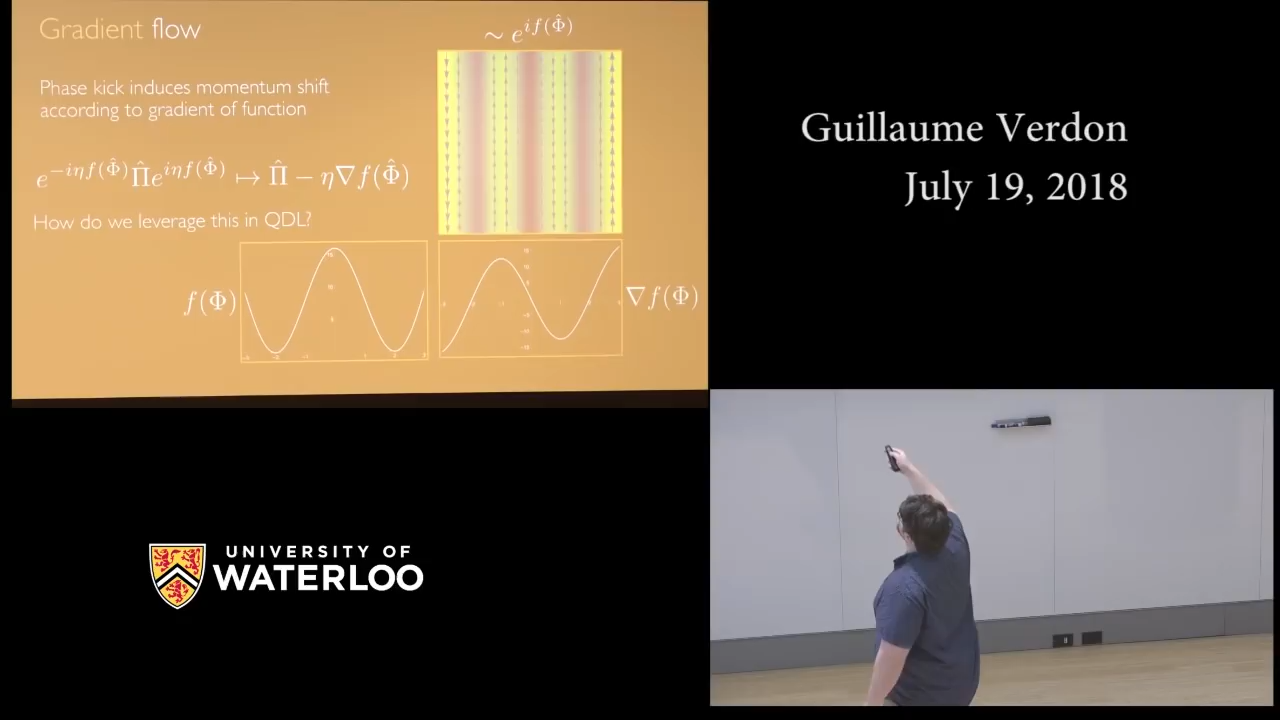 Gradient flow
Phase kick induces momentum shift
according to gradient of function
e^{-iηf(Φ̂)} Π̂ e^{iηf(Φ̂)} ↦ Π̂ − η∇f(Φ̂)
How do we leverage this in QDL?
∼ e^{if(Φ̂)}
f(Φ)
∇f(Φ)
Guillaume Verdon
July 19, 2018
UNIVERSITY OF
WATERLOO